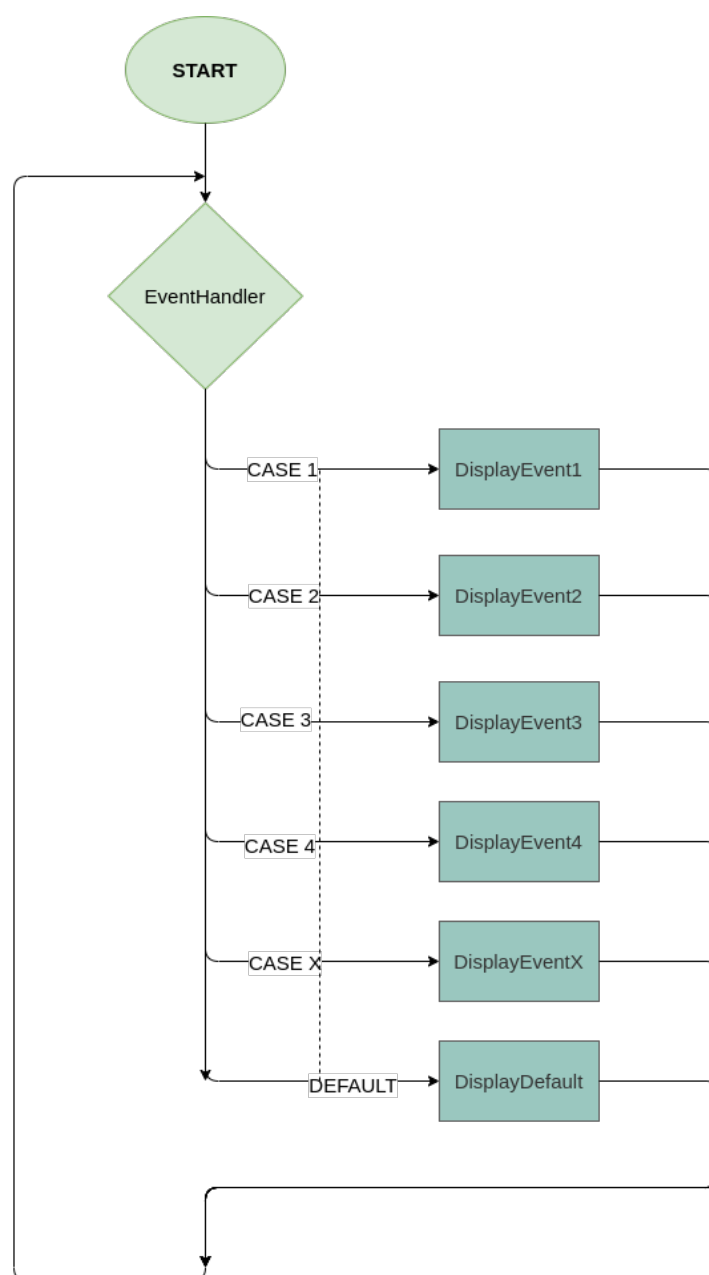 START
EventHandler
CASE 1
DisplayEvent1
CASE 2
DisplayEvent2
CASE 3
DisplayEvent3
CASE 4
DisplayEvent4
CASE X
DisplayEventX
DEFAULT
DisplayDefault